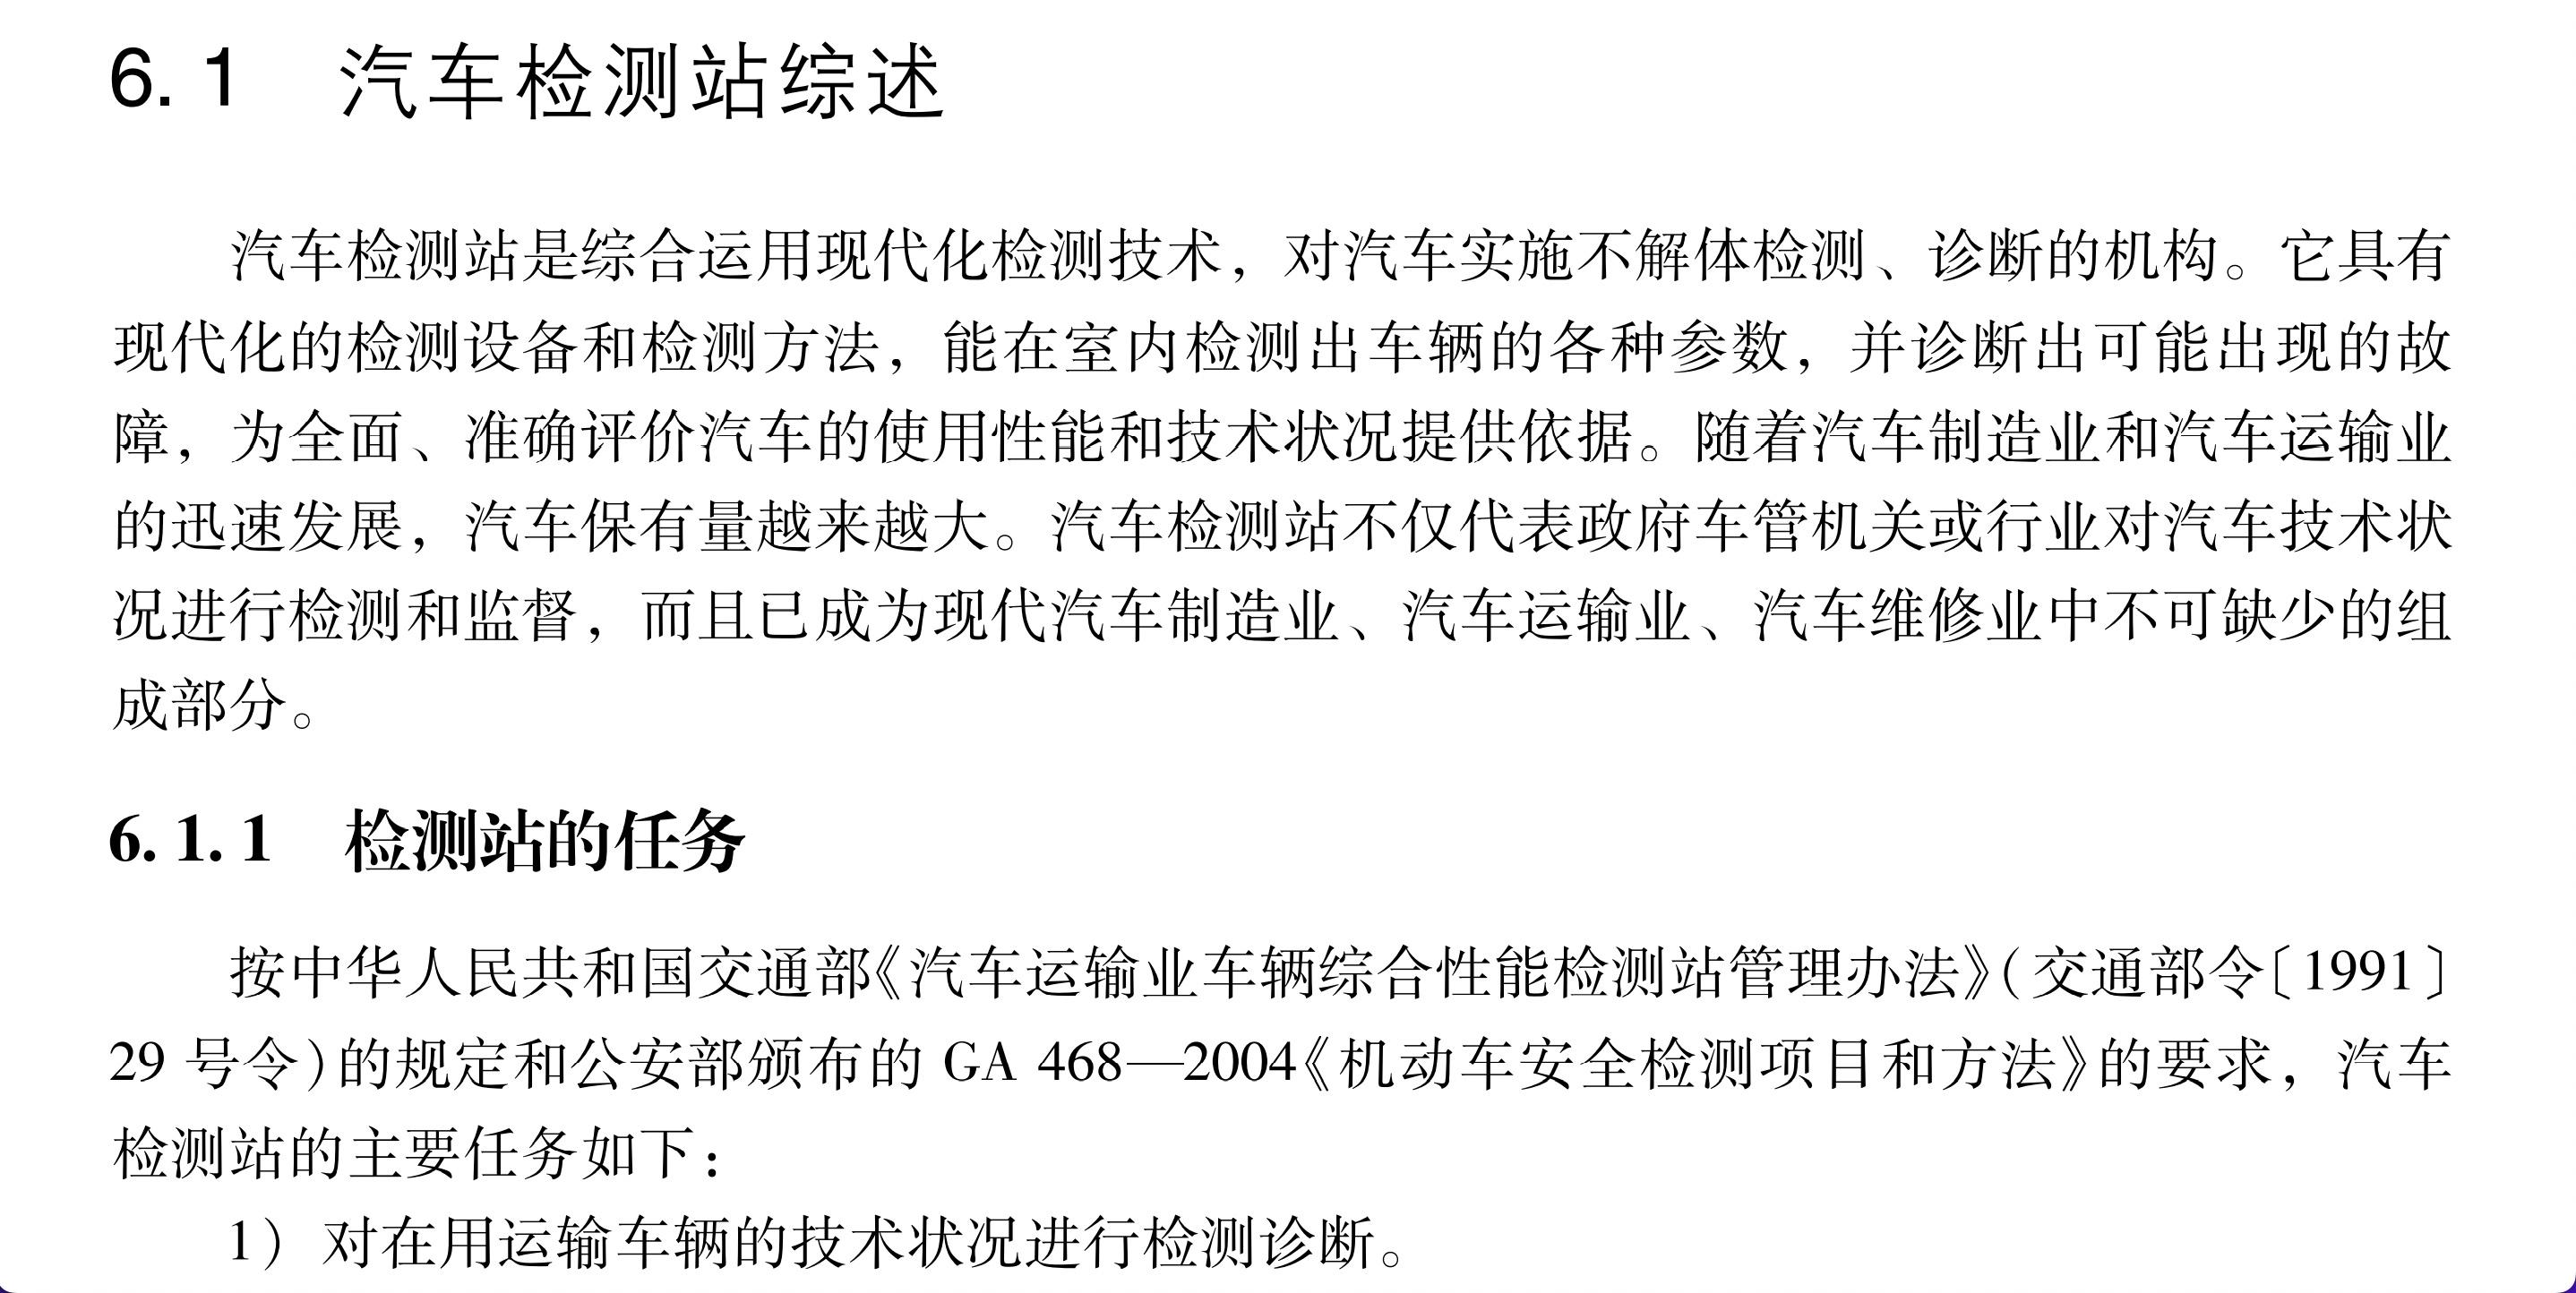 6.1 汽车检测站综述
汽车检测站是综合运用现代化检测技术，对汽车实施不解体检测、诊断的机构。它具有
现代化的检测设备和检测方法，能在室内检测出车辆的各种参数，并诊断出可能出现的故
障，为全面、准确评价汽车的使用性能和技术状况提供依据。随着汽车制造业和汽车运输业
的迅速发展，汽车保有量越来越大。汽车检测站不仅代表政府车管机关或行业对汽车技术状
况进行检测和监督，而且已成为现代汽车制造业、汽车运输业、汽车维修业中不可缺少的组
成部分。
6.1.1 检测站的任务
按中华人民共和国交通部《汽车运输业车辆综合性能检测站管理办法》（交通部令〔1991〕
29 号令）的规定和公安部颁布的 GA 468—2004《机动车安全检测项目和方法》的要求，汽车
检测站的主要任务如下：
1） 对在用运输车辆的技术状况进行检测诊断。